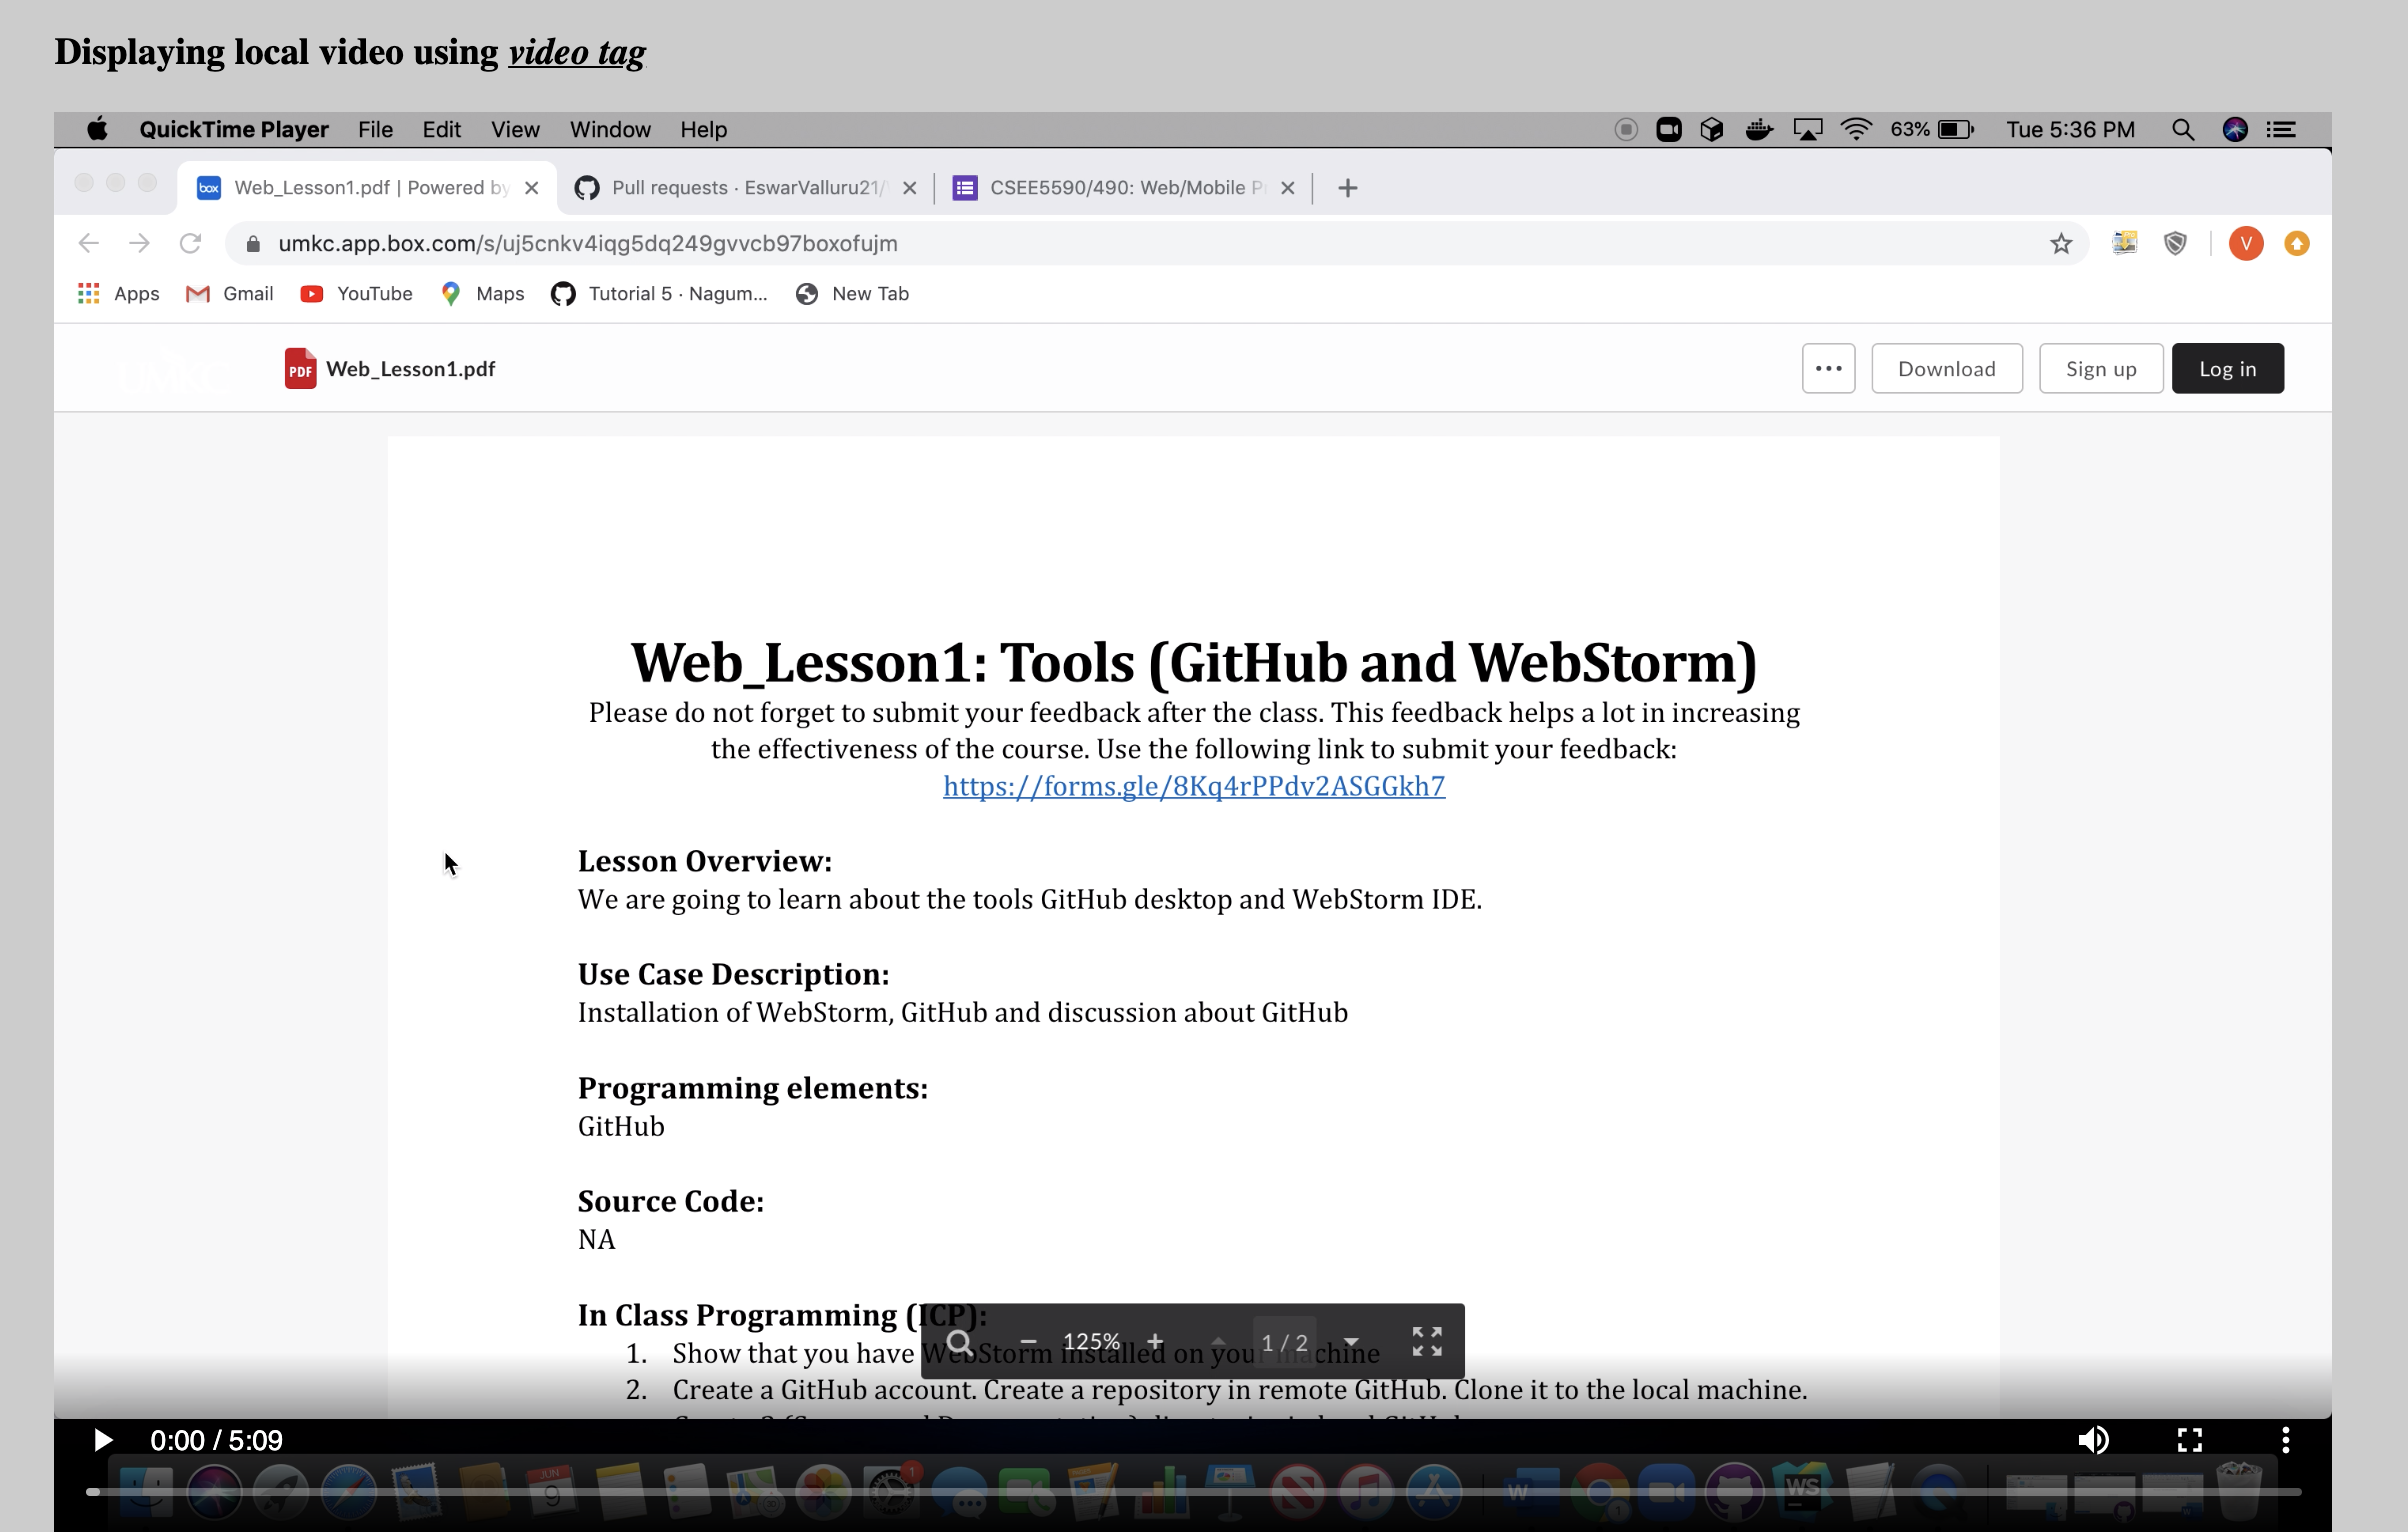 Displaying local video using video tag
QuickTime Player File Edit View Window Help 63% Tue 5:36 PM
box Web_Lesson1.pdf | Powered by Pull requests · EswarValluru21/ CSEE5590/490: Web/Mobile P
umkc.app.box.com/s/uj5cnkv4iqg5dq249gvvcb97boxofujm V
Apps Gmail YouTube Maps Tutorial 5 · Nagum... New Tab
UMKC PDF Web_Lesson1.pdf ... Download Sign up Log in
Web_Lesson1: Tools (GitHub and WebStorm)
Please do not forget to submit your feedback after the class. This feedback helps a lot in increasing
the effectiveness of the course. Use the following link to submit your feedback:
https://forms.gle/8Kq4rPPdv2ASGGkh7
Lesson Overview:
We are going to learn about the tools GitHub desktop and WebStorm IDE.
Use Case Description:
Installation of WebStorm, GitHub and discussion about GitHub
Programming elements:
GitHub
Source Code:
NA
In Class Programming (ICP):
125% 1 / 2
1. Show that you have WebStorm installed on your machine
2. Create a GitHub account. Create a repository in remote GitHub. Clone it to the local machine.
0:00 / 5:09
JUN 9 1 W 1 WS